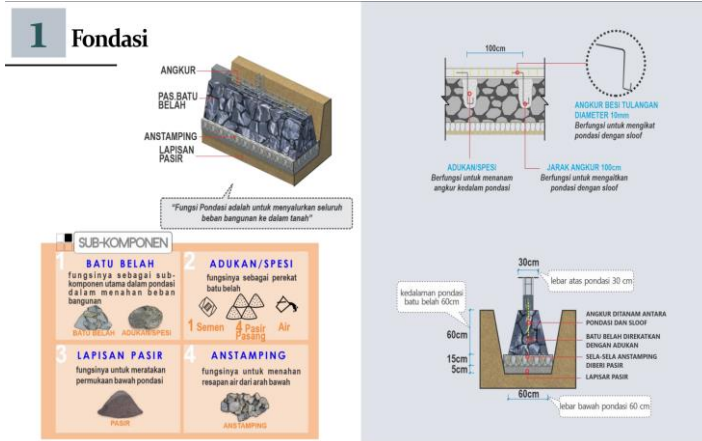 1 Fondasi
ANGKUR
PAS.BATU
BELAH
ANSTAMPING
LAPISAN
PASIR
"Fungsi Pondasi adalah untuk menyalurkan seluruh
beban bangunan ke dalam tanah"
SUB-KOMPONEN
1 BATU BELAH
fungsinya sebagai sub-
komponen utama dalam pondasi
dalam menahan beban
bangunan
BATU BELAH
ADUKAN/SPESI
2 ADUKAN/SPESI
fungsinya sebagai perekat
batu belah
1 Semen
4 Pasir
Pasang
Air
3 LAPISAN PASIR
fungsinya untuk meratakan
permukaan bawah pondasi
PASIR
4 ANSTAMPING
fungsinya untuk menahan
resapan air dari arah bawah
ANSTAMPING
100cm
ANGKUR BESI TULANGAN
DIAMETER 10mm
Berfungsi untuk mengikat
pondasi dengan sloof
ADUKAN/SPESI
Berfungsi untuk menanam
angkur kedalam pondasi
JARAK ANGKUR 100cm
Berfungsi untuk mengaitkan
pondasi dengan sloof
30cm
lebar atas pondasi 30 cm
kedalaman pondasi
batu belah 60cm
60cm
15cm
5cm
ANGKUR DITANAM ANTARA
PONDASI DAN SLOOF
BATU BELAH DIREKATKAN
DENGAN ADUKAN
SELA-SELA ANSTAMPING
DIBERI PASIR
LAPISAR PASIR
60cm
lebar bawah pondasi 60 cm